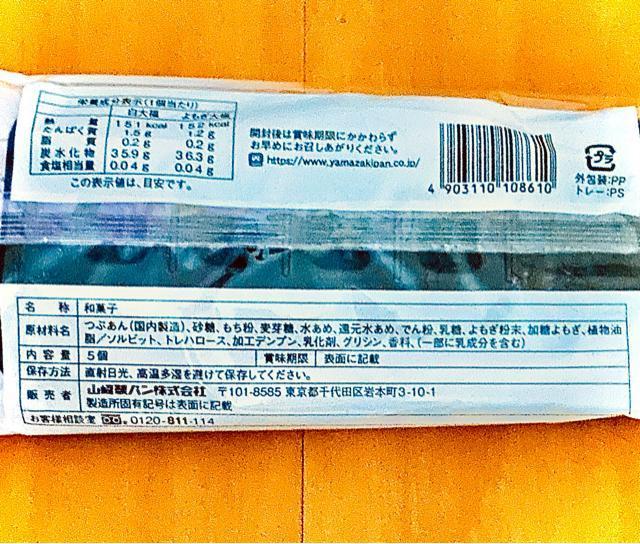 栄養成分表示(1個当たり)
白大福 よもぎ大福
熱量 151 kcal 152 kcal
たんぱく質 1.5 g 1.2 g
脂質 0.2 g 0.2 g
炭水化物 35.9 g 36.3 g
食塩相当量 0.04 g 0.04 g
この表示値は、目安です。
開封後は賞味期限にかかわらず
お早めにお召しあがりください。
https://www.yamazakipan.co.jp/
4 903110 108610
プラ
外包装:PP
トレー:PS
名称 和菓子
原材料名 つぶあん(国内製造)、砂糖、もち粉、麦芽糖、水あめ、還元水あめ、でん粉、乳糖、よもぎ粉末、加糖よもぎ、植物油
脂/ソルビット、トレハロース、加工デンプン、乳化剤、グリシン、香料、(一部に乳成分を含む)
内容量 5個 賞味期限 表面に記載
保存方法 直射日光、高温多湿を避けて保存してください。
販売者 山崎製パン株式会社 〒101-8585 東京都千代田区岩本町3-10-1
製造所固有記号は表面に記載
お客様相談室 0120-811-114